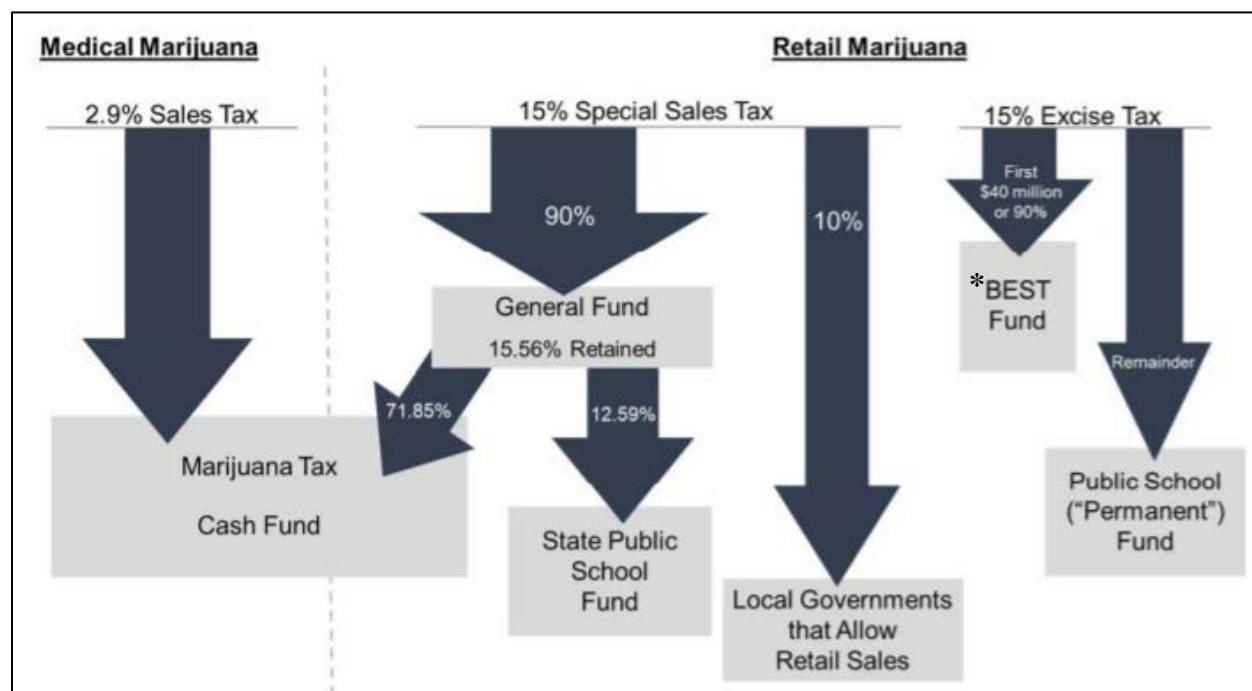 Medical Marijuana
2.9% Sales Tax
Retail Marijuana
15% Special Sales Tax
15% Excise Tax
90%
10%
First
$40 million
or 90%
General Fund
15.56% Retained
*BEST
Fund
Remainder
71.85%
12.59%
Marijuana Tax
Cash Fund
State Public
School
Fund
Local Governments
that Allow
Retail Sales
Public School
("Permanent")
Fund